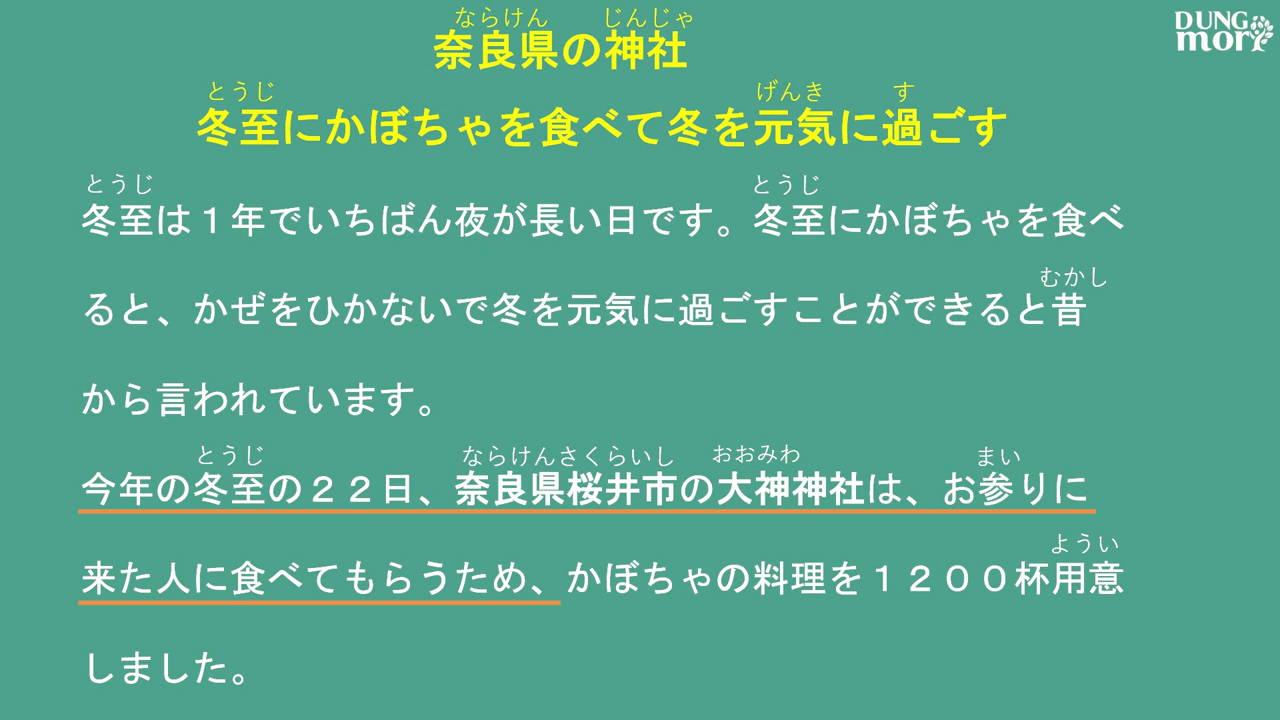 ならけん じんじゃ
奈良県の神社
DUNG
mori
とうじ げんき す
冬至にかぼちゃを食べて冬を元気に過ごす
とうじ とうじ
冬至は１年でいちばん夜が長い日です。冬至にかぼちゃを食べ
むかし
ると、かぜをひかないで冬を元気に過ごすことができると昔
から言われています。
とうじ ならけんさくらいし おおみわ まい
今年の冬至の２２日、奈良県桜井市の大神神社は、お参りに
ようい
来た人に食べてもらうため、かぼちゃの料理を１２００杯用意
しました。